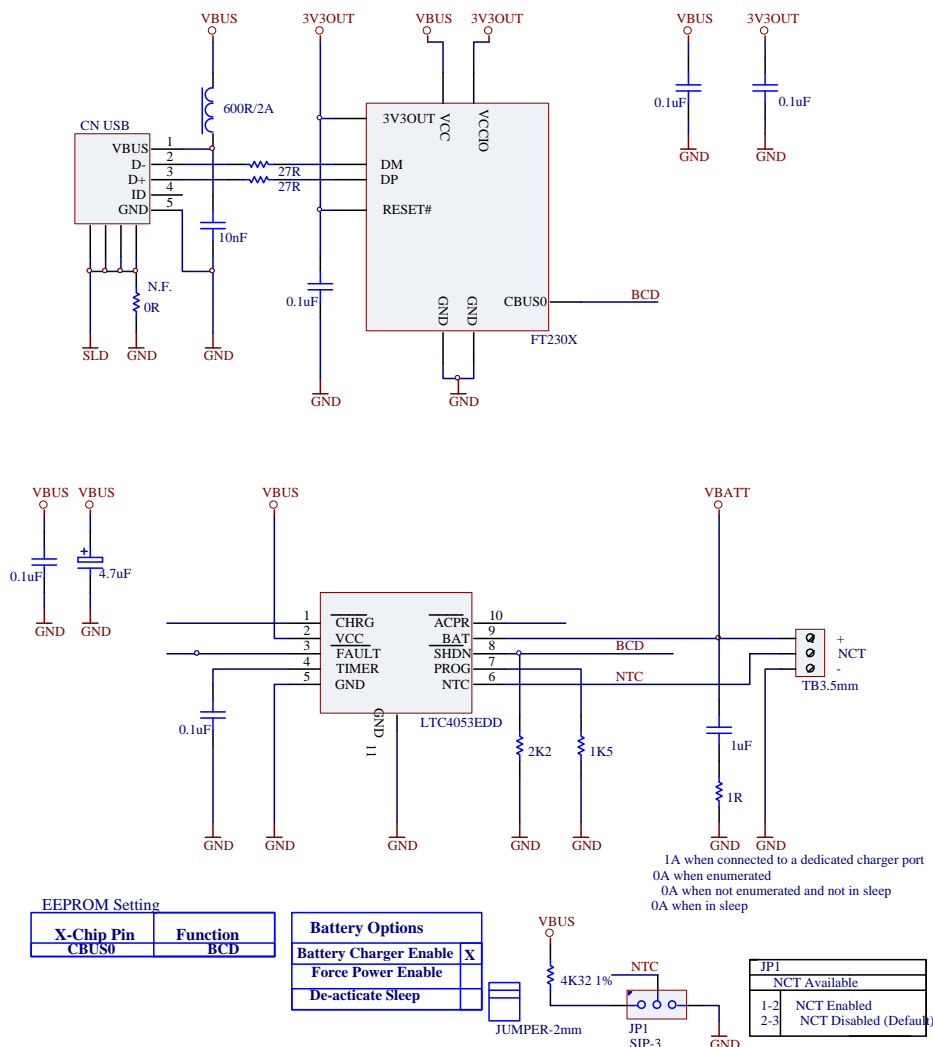 VBUS 3V3OUT VBUS 3V3OUT VBUS 3V3OUT
600R/2A
0.1uF 0.1uF
CN USB
3V3OUT
VCC
VCCIO
VBUS 1
D- 2
D+ 3
ID 4
GND 5
27R
27R
DM
DP
RESET#
GND GND
10nF
N.F.
0R
0.1uF
GND
GND
CBUS0
BCD
FT230X
SLD GND GND
GND GND
VBUS VBUS VBUS VBATT
0.1uF 4.7uF
GND GND
1 CHRG
2 VCC
3 FAULT
4 TIMER
5 GND
ACPR 10
BAT 9
SHDN 8
PROG 7
NTC 6
BCD
NTC
+
NCT
-
TB3.5mm
GND
11
LTC4053EDD
0.1uF
2K2 1K5
1uF
1R
GND GND GND GND GND GND GND
1A when connected to a dedicated charger port
0A when enumerated
0A when not enumerated and not in sleep
0A when in sleep
EEPROM Setting
X-Chip Pin Function
CBUS0 BCD
Battery Options
Battery Charger Enable X
Force Power Enable
De-acticate Sleep
JUMPER-2mm
VBUS
4K32 1%
NTC
JP1
SIP-3
GND
JP1
NCT Available
1-2 NCT Enabled
2-3 NCT Disabled (Default)